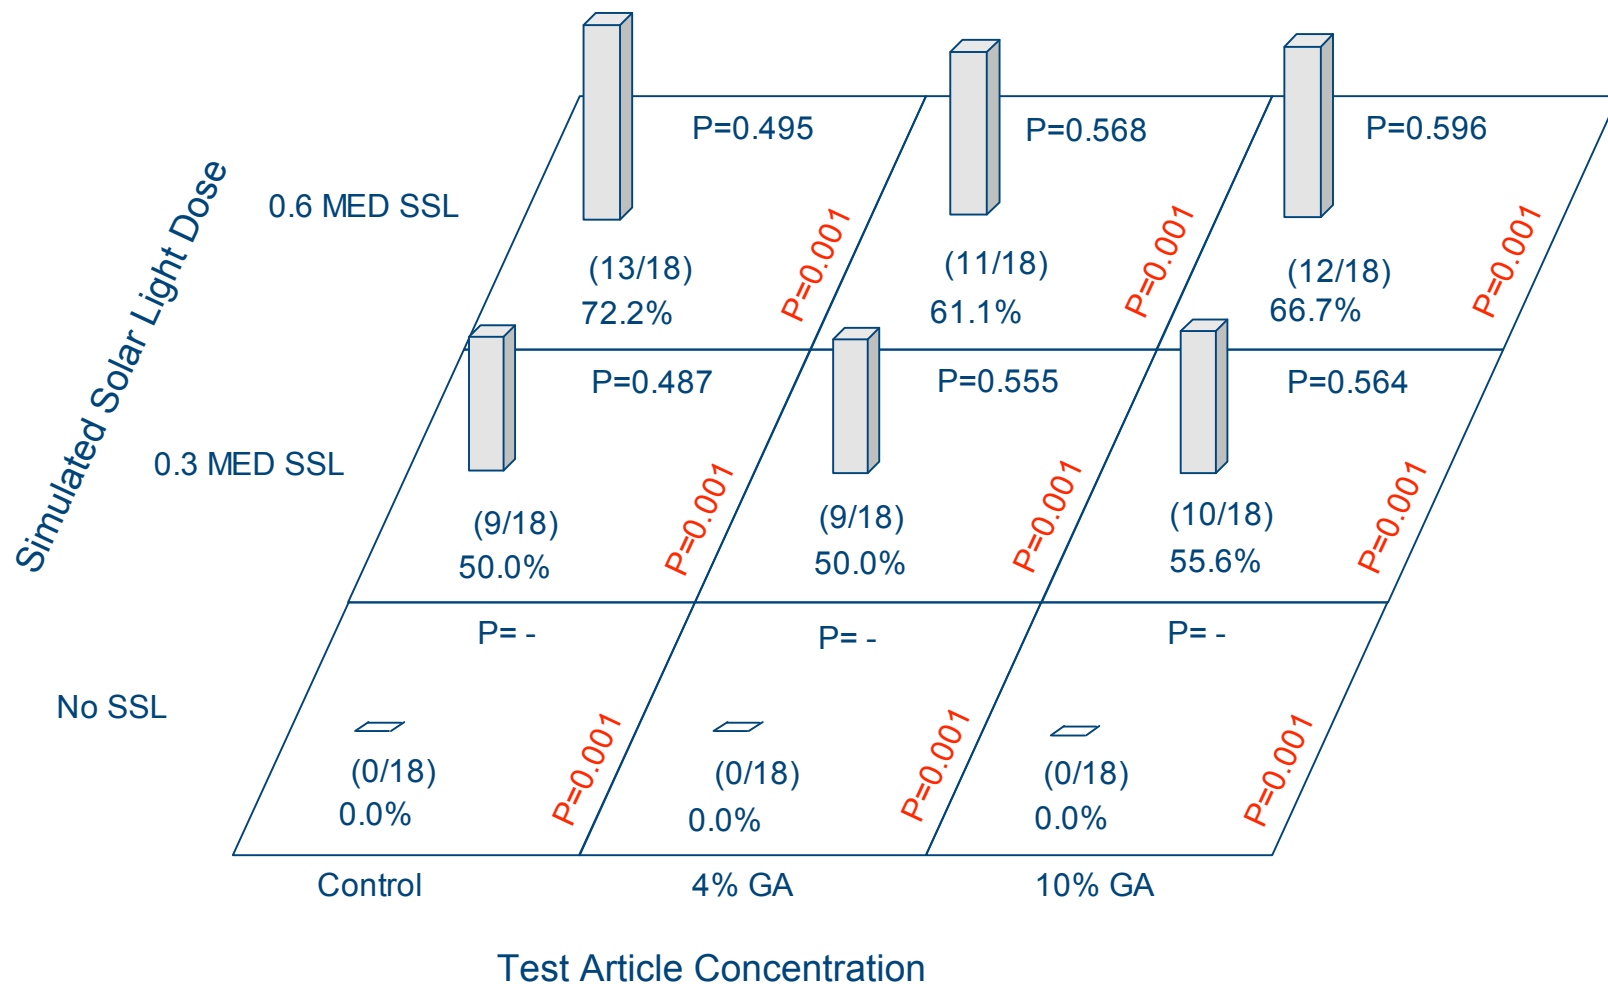 Simulated Solar Light Dose
0.6 MED SSL
P=0.495
P=0.568
P=0.596
(13/18)
72.2%
P=0.001
(11/18)
61.1%
P=0.001
(12/18)
66.7%
P=0.001
0.3 MED SSL
P=0.487
P=0.555
P=0.564
(9/18)
50.0%
P=0.001
(9/18)
50.0%
P=0.001
(10/18)
55.6%
P=0.001
No SSL
P= -
P= -
P= -
(0/18)
0.0%
P=0.001
(0/18)
0.0%
P=0.001
(0/18)
0.0%
P=0.001
Control
4% GA
10% GA
Test Article Concentration